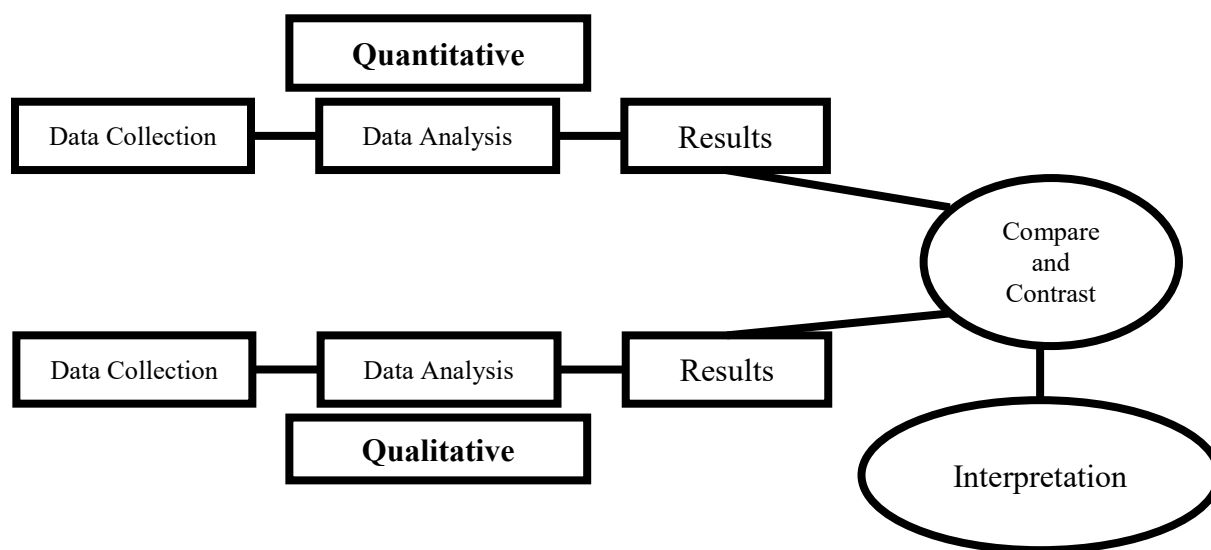 Quantitative
Data Collection
Data Analysis
Results
Compare
and
Contrast
Data Collection
Data Analysis
Results
Qualitative
Interpretation